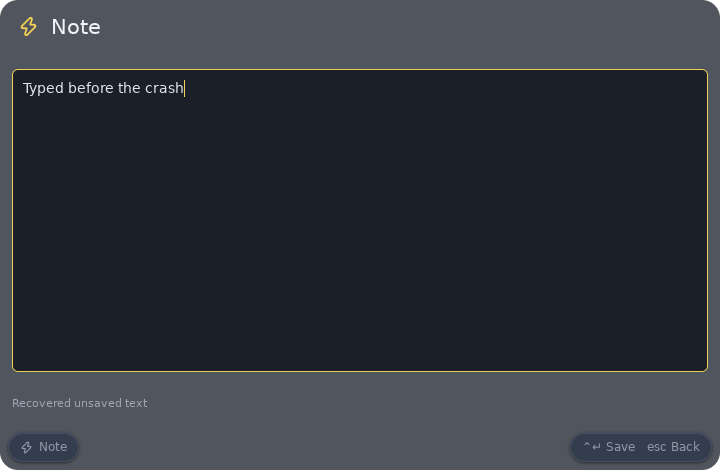 Note
Typed before the crash
Recovered unsaved text
Note
⌃↵ Save esc Back